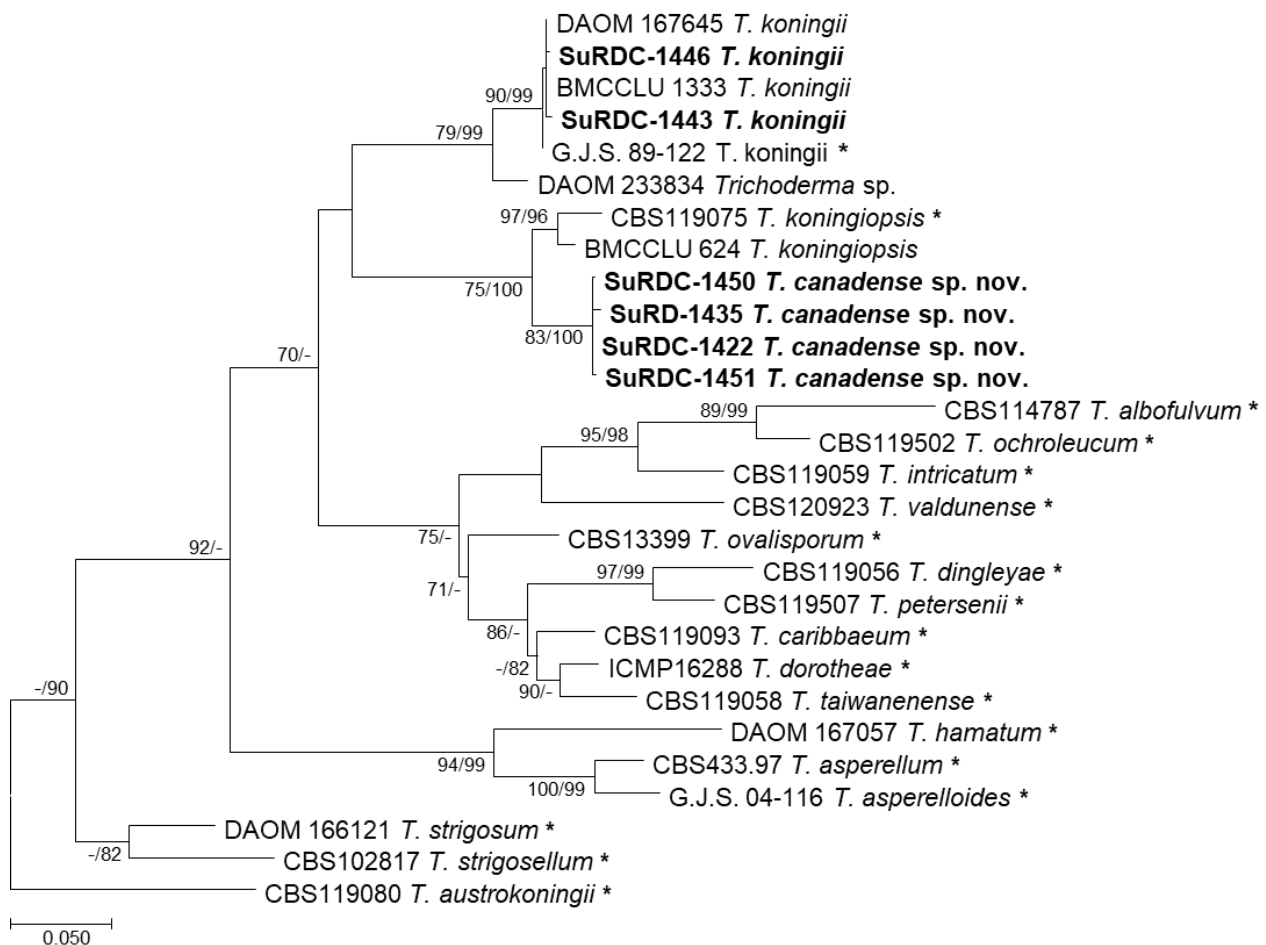 DAOM 167645 T. koningii
SuRDC-1446 T. koningii
BMCCLU 1333 T. koningii
90/99
SuRDC-1443 T. koningii
79/99
G.J.S. 89-122 T. koningii *
DAOM 233834 Trichoderma sp.
97/96
CBS119075 T. koningiopsis *
BMCCLU 624 T. koningiopsis
SuRDC-1450 T. canadense sp. nov.
75/100
SuRD-1435 T. canadense sp. nov.
83/100
SuRDC-1422 T. canadense sp. nov.
70/-
SuRDC-1451 T. canadense sp. nov.
89/99
CBS114787 T. albofulvum *
95/98
CBS119502 T. ochroleucum *
CBS119059 T. intricatum *
CBS120923 T. valdunense *
75/-
CBS13399 T. ovalisporum *
92/-
97/99
CBS119056 T. dingleyae *
71/-
CBS119507 T. petersenii *
86/-
CBS119093 T. caribbaeum *
-/82
ICMP16288 T. dorotheae *
-/90
90/-
CBS119058 T. taiwanenense *
DAOM 167057 T. hamatum *
94/99
CBS433.97 T. asperellum *
100/99
G.J.S. 04-116 T. asperelloides *
DAOM 166121 T. strigosum *
-/82
CBS102817 T. strigosellum *
CBS119080 T. austrokoningii *
0.050